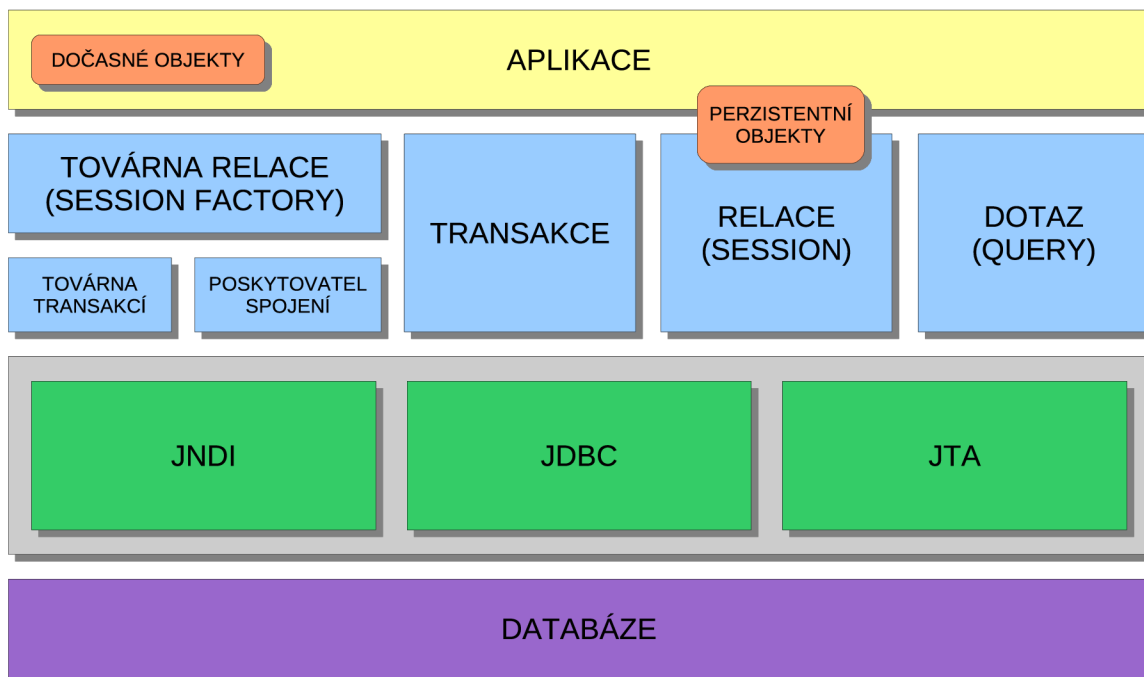 DOČASNÉ OBJEKTY
APLIKACE
PERZISTENTNÍ
OBJEKTY
TOVÁRNA RELACE
(SESSION FACTORY)
TRANSAKCE
RELACE
(SESSION)
DOTAZ
(QUERY)
TOVÁRNA
TRANSAKCÍ
POSKYTOVATEL
SPOJENÍ
JNDI
JDBC
JTA
DATABÁZE